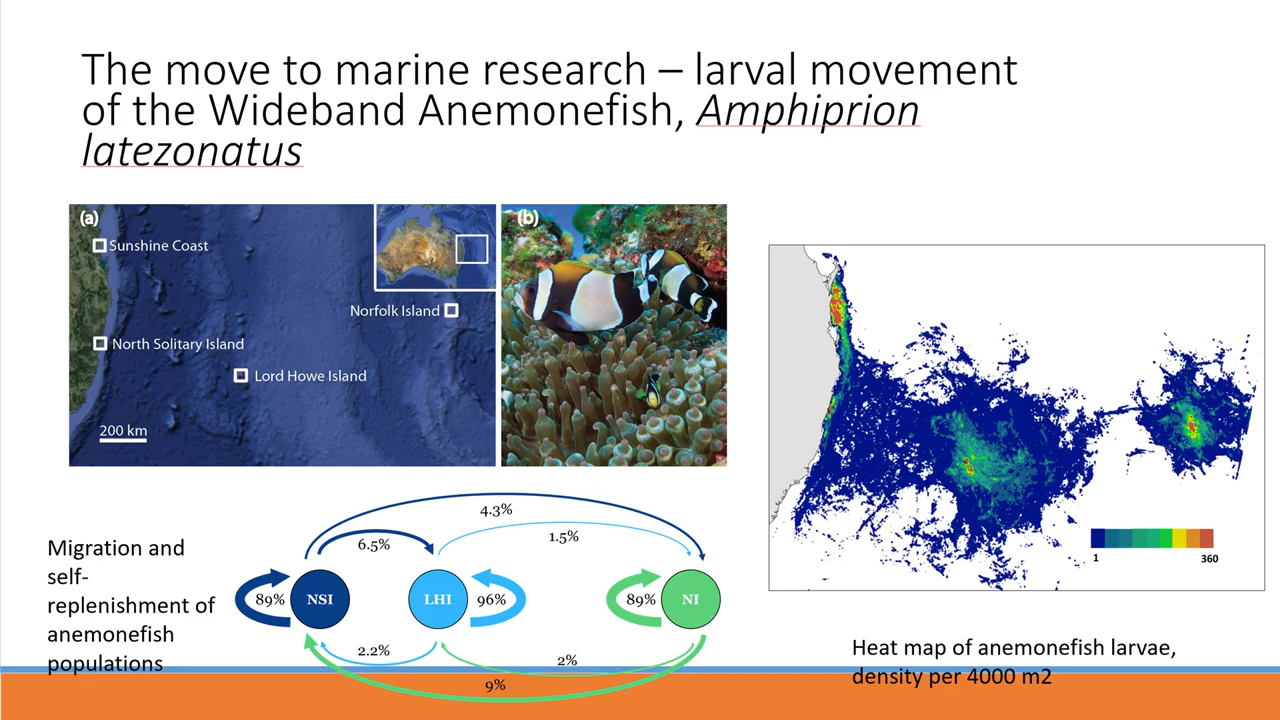 The move to marine research – larval movement
of the Wideband Anemonefish, Amphiprion
latezonatus
(a)
Sunshine Coast
Norfolk Island
North Solitary Island
Lord Howe Island
200 km
(b)
1
360
Heat map of anemonefish larvae,
density per 4000 m2
Migration and
self-
replenishment of
anemonefish
populations
4.3%
6.5%
1.5%
89%
NSI
LHI
96%
89%
NI
2.2%
2%
9%